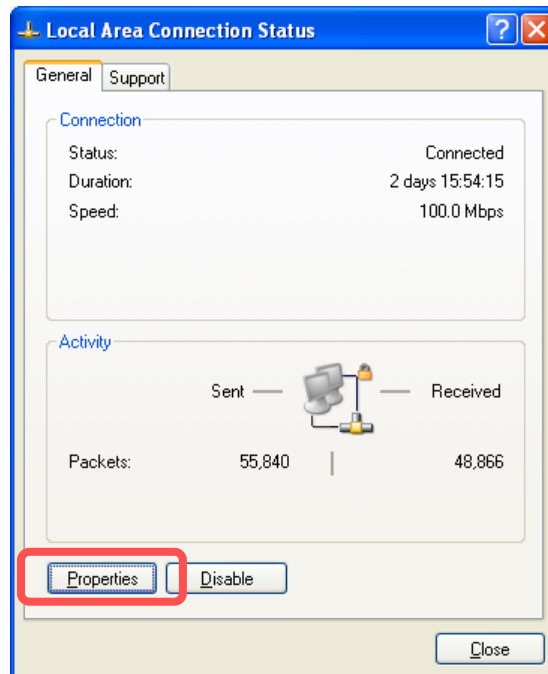 Local Area Connection Status
General Support
Connection
Status: Connected
Duration: 2 days 15:54:15
Speed: 100.0 Mbps
Activity
Sent Received
Packets: 55,840 48,866
Properties Disable
Close